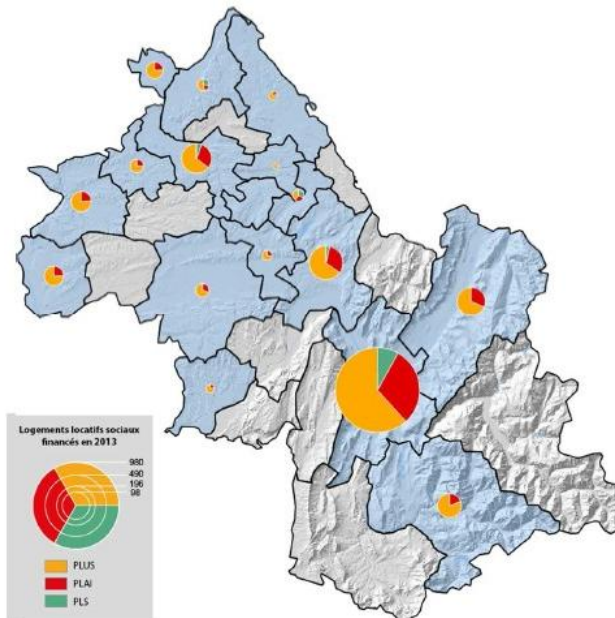 Logements locatifs sociaux
financés en 2013
980
490
196
98
PLUS
PLAI
PLS